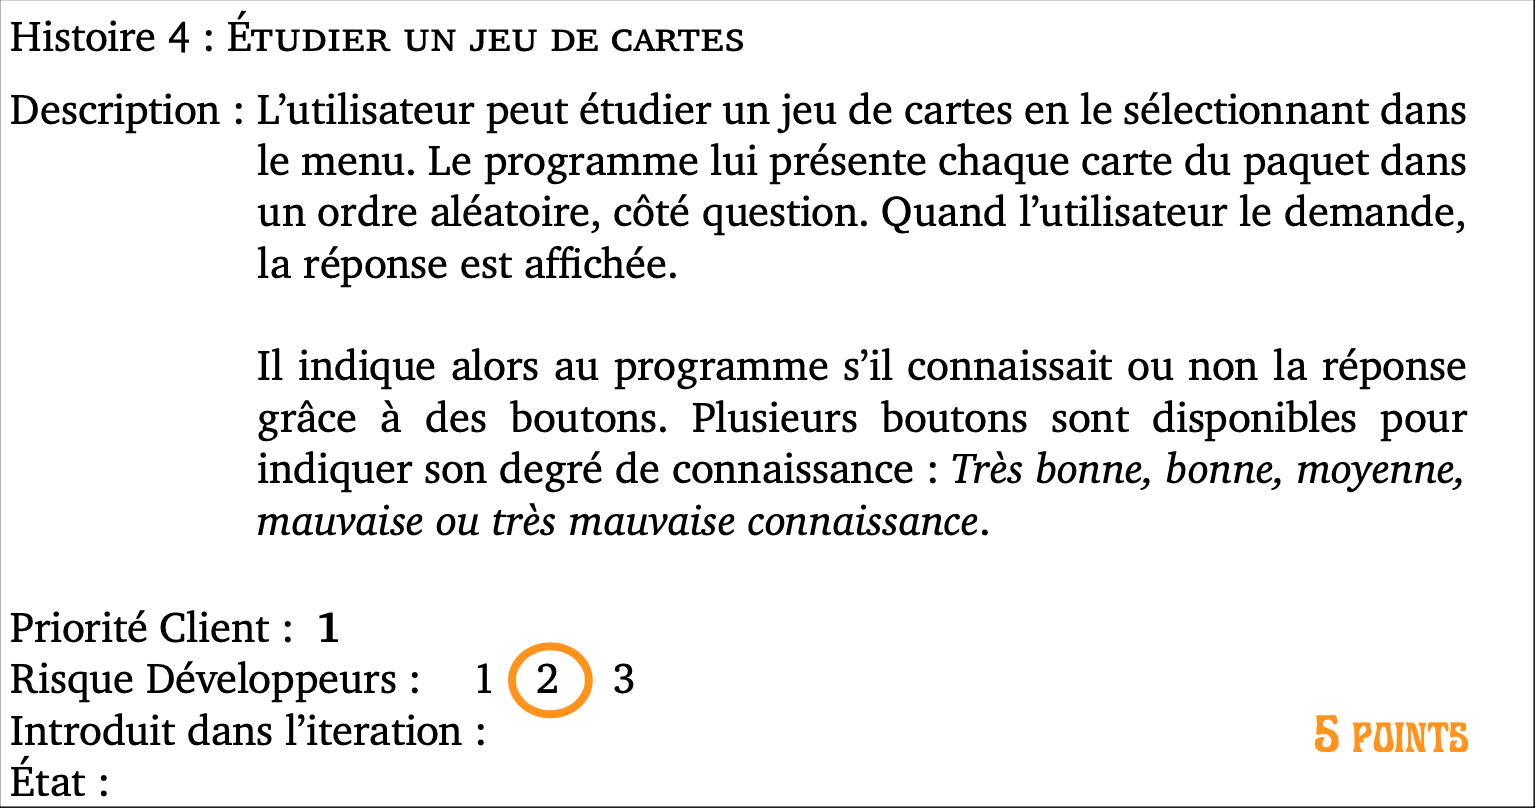 Histoire 4 : Étudier un jeu de cartes
Description : L’utilisateur peut étudier un jeu de cartes en le sélectionnant dans
le menu. Le programme lui présente chaque carte du paquet dans
un ordre aléatoire, côté question. Quand l’utilisateur le demande,
la réponse est affichée.
Il indique alors au programme s’il connaissait ou non la réponse
grâce à des boutons. Plusieurs boutons sont disponibles pour
indiquer son degré de connaissance : Très bonne, bonne, moyenne,
mauvaise ou très mauvaise connaissance.
Priorité Client : 1
Risque Développeurs : 1 2 3
Introduit dans l’iteration :
5 POINTS
État :